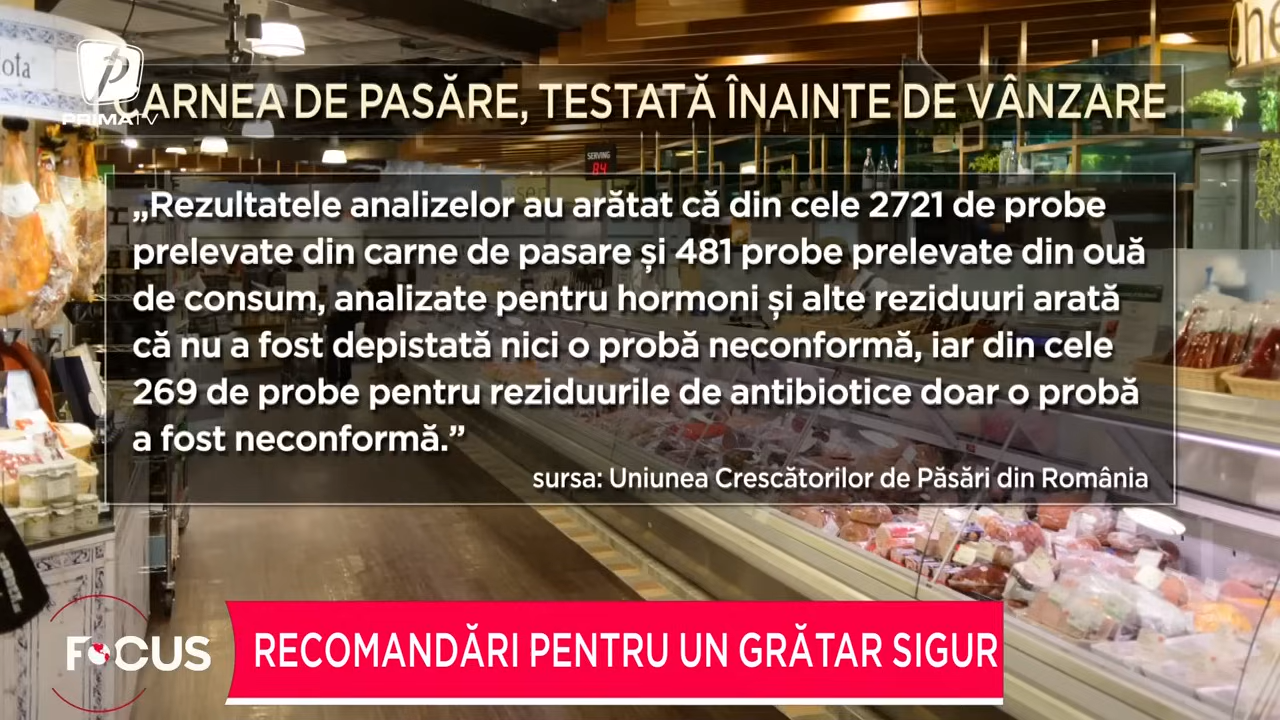 lota
PRIMA TV
CARNEA DE PASĂRE, TESTATĂ ÎNAINTE DE VÂNZARE
SERVING
84
„Rezultatele analizelor au arătat că din cele 2721 de probe
prelevate din carne de pasare și 481 probe prelevate din ouă
de consum, analizate pentru hormoni și alte reziduuri arată
că nu a fost depistată nici o probă neconformă, iar din cele
269 de probe pentru reziduurile de antibiotice doar o probă
a fost neconformă.”
sursa: Uniunea Crescătorilor de Păsări din România
FOCUS
RECOMANDĂRI PENTRU UN GRĂTAR SIGUR